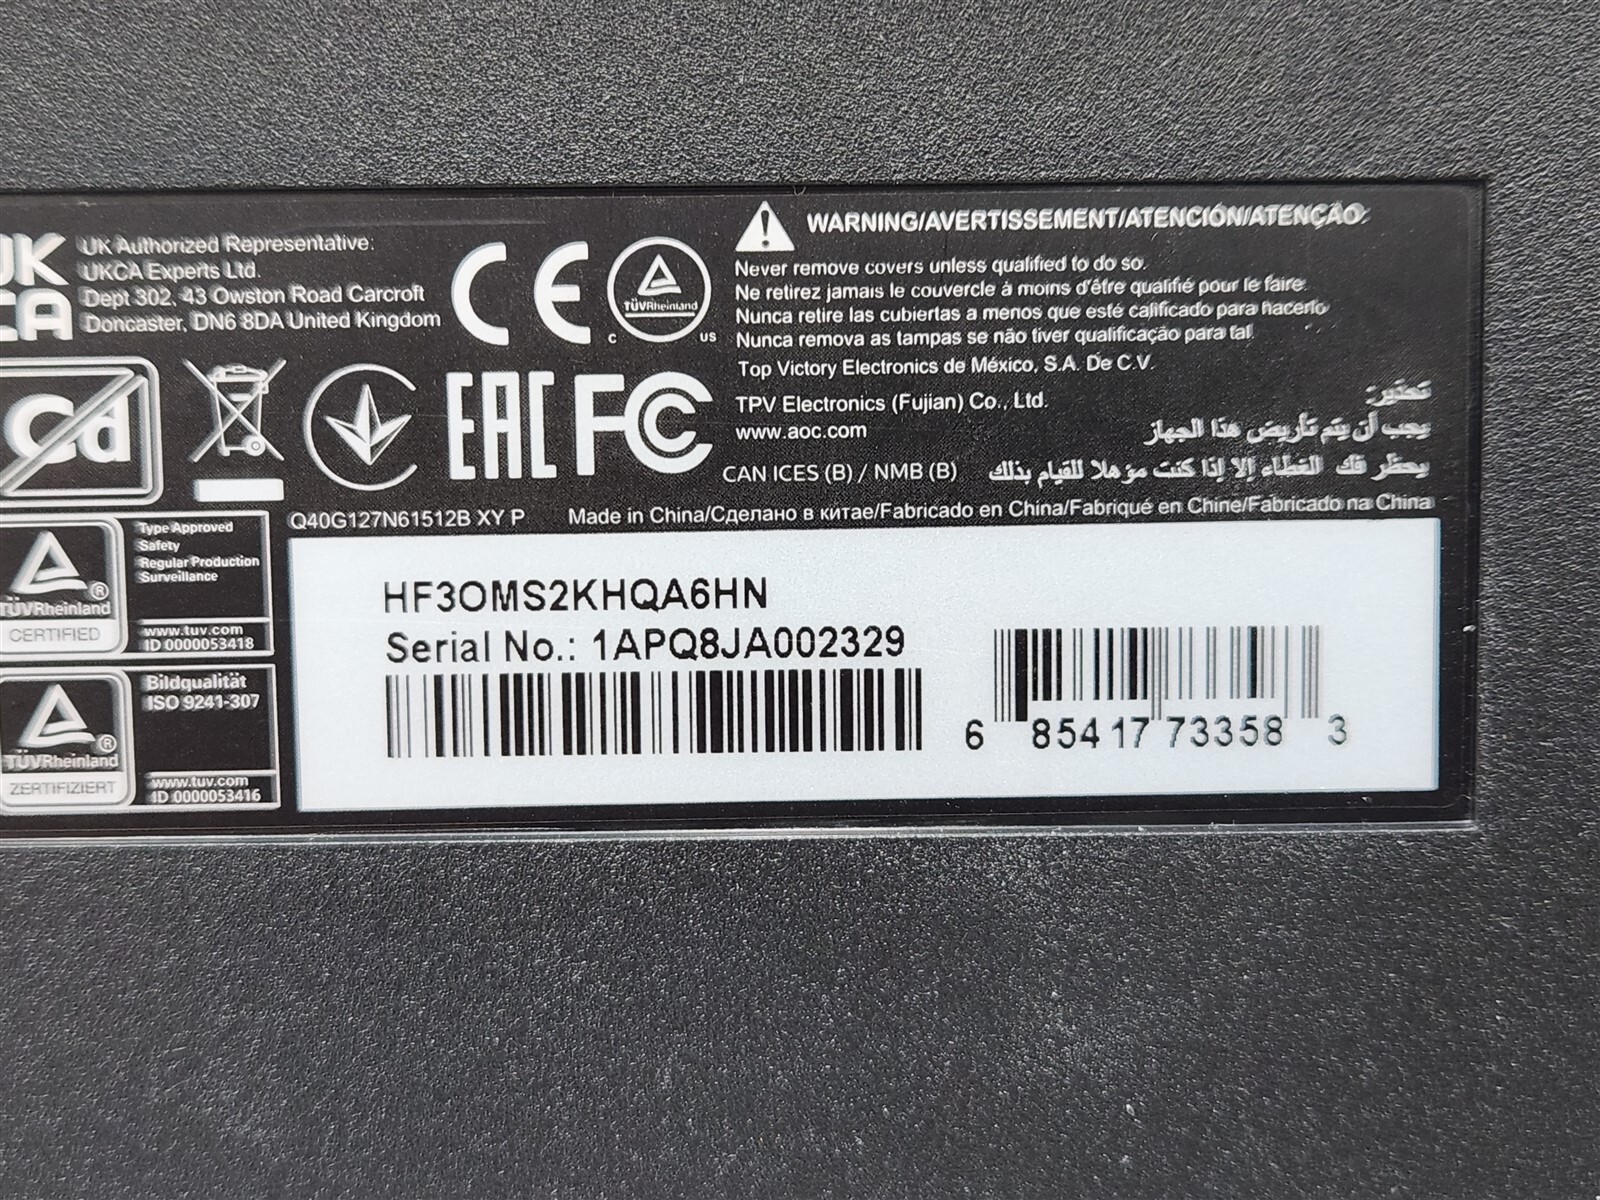 UK
CA
UK Authorized Representative:
UKCA Experts Ltd.
Dept 302, 43 Owston Road Carcroft
Doncaster, DN6 8DA United Kingdom
CE
TÜVRheinland
C US
WARNING/AVERTISSEMENT/ATENCIÓN/ATENÇÃO:
Never remove covers unless qualified to do so.
Ne retirez jamais le couvercle à moins d'être qualifié pour le faire.
Nunca retire las cubiertas a menos que esté calificado para hacerlo
Nunca remova as tampas se não tiver qualificação para tal.
Top Victory Electronics de México, S.A. De C.V.
TPV Electronics (Fujian) Co., Ltd.
www.aoc.com
CAN ICES (B) / NMB (B)
تحذير:
يجب أن يتم تأريض هذا الجهاز
يحظر فك الغطاء إلا إذا كنت مؤهلا للقيام بذلك
Cd
EAC
FC
Q40G127N61512B XY P
Made in China/Сделано в китае/Fabricado en China/Fabriqué en Chine/Fabricado na China
TÜVRheinland
CERTIFIED
Type Approved
Safety
Regular Production
Surveillance
www.tuv.com
ID 0000053418
TÜVRheinland
ZERTIFIZIERT
Bildqualität
ISO 9241-307
www.tuv.com
ID 0000053416
HF3OMS2KHQA6HN
Serial No.: 1APQ8JA002329
6 85417 73358 3